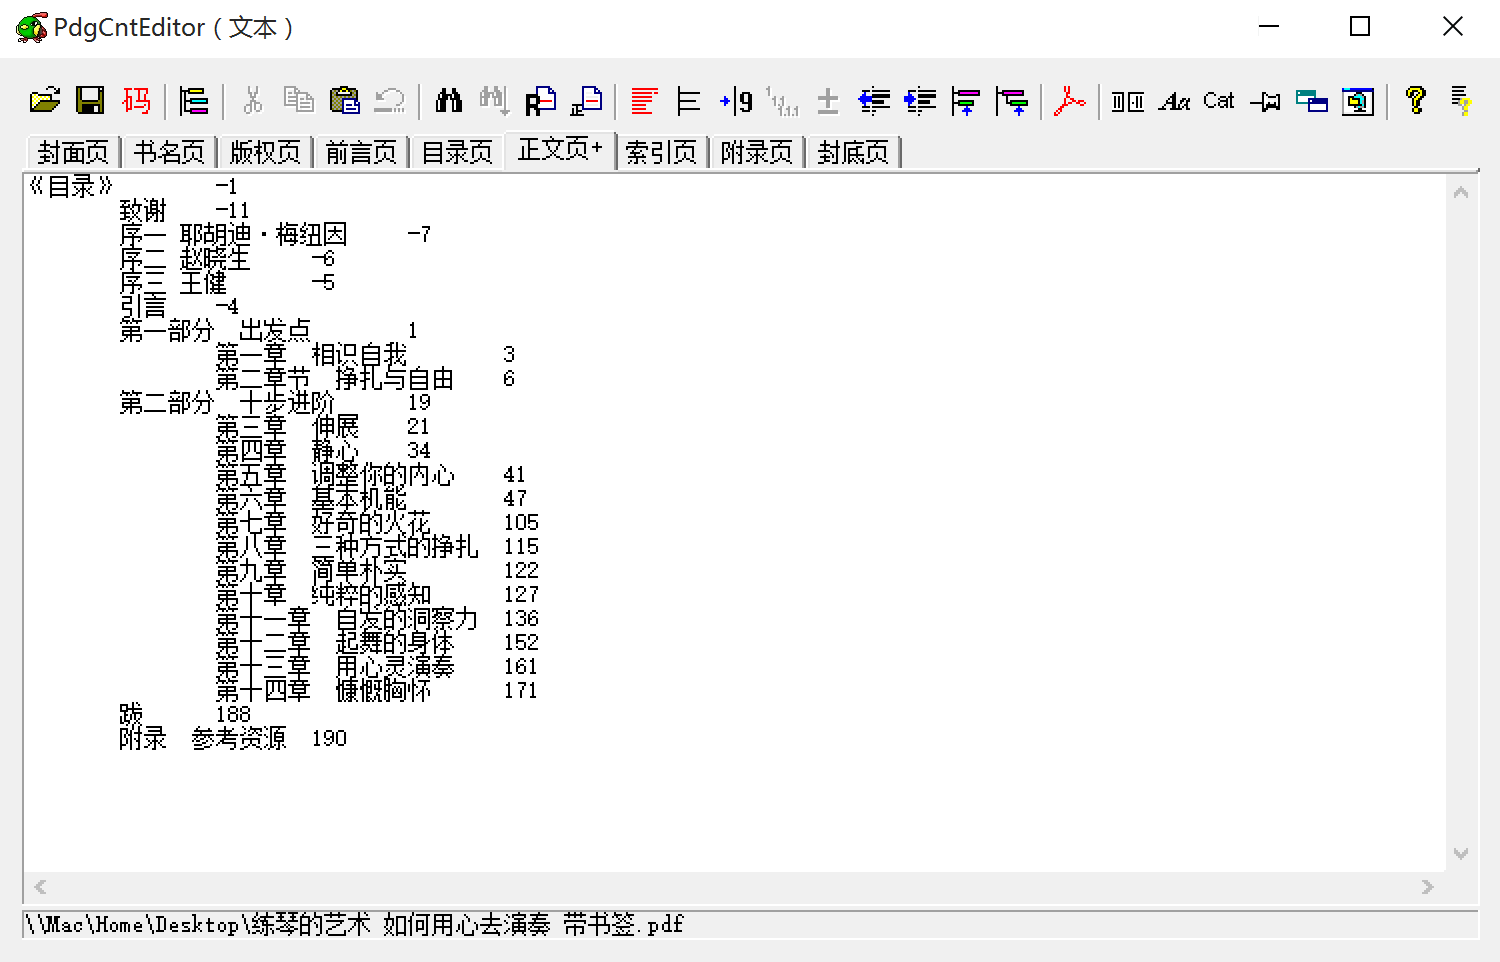 PdgCntEditor（文本）
码 9 Aa Cat
封面页 书名页 版权页 前言页 目录页 正文页+ 索引页 附录页 封底页
《目录》 -1
致谢 -11
序一 耶胡迪·梅纽因 -7
序二 赵晓生 -6
序三 王健 -5
引言 -4
第一部分 出发点 1
第一章 相识自我 3
第二章节 挣扎与自由 6
第二部分 十步进阶 19
第三章 伸展 21
第四章 静心 34
第五章 调整你的内心 41
第六章 基本机能 47
第七章 好奇的火花 105
第八章 三种方式的挣扎 115
第九章 简单朴实 122
第十章 纯粹的感知 127
第十一章 自发的洞察力 136
第十二章 起舞的身体 152
第十三章 用心灵演奏 161
第十四章 慷慨胸怀 171
跋 188
附录 参考资源 190
\\Mac\Home\Desktop\练琴的艺术 如何用心去演奏 带书签.pdf